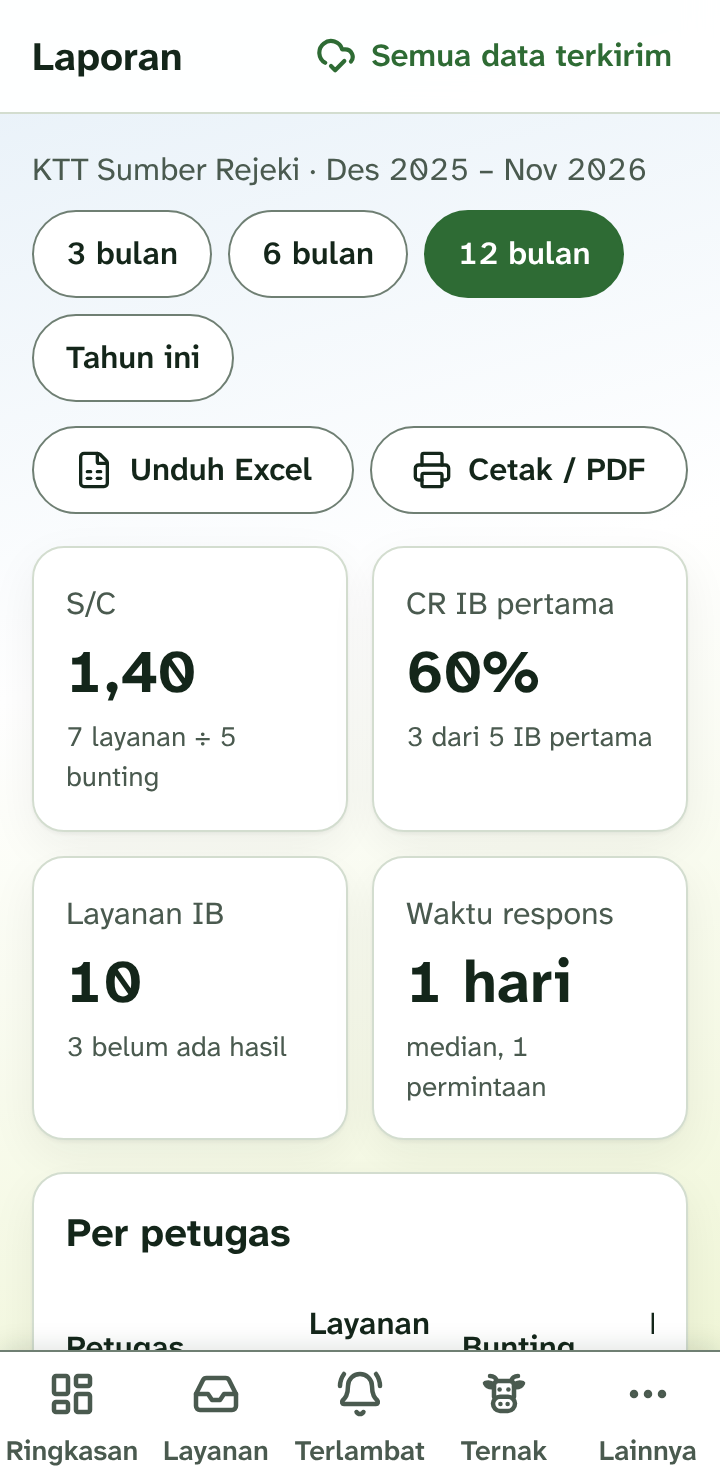 Laporan
Semua data terkirim
KTT Sumber Rejeki · Des 2025 – Nov 2026
3 bulan
6 bulan
12 bulan
Tahun ini
Unduh Excel
Cetak / PDF
S/C
1,40
7 layanan ÷ 5
bunting
CR IB pertama
60%
3 dari 5 IB pertama
Layanan IB
10
3 belum ada hasil
Waktu respons
1 hari
median, 1
permintaan
Per petugas
Petugas
Layanan
Bunting
Ringkasan
Layanan
Terlambat
Ternak
Lainnya